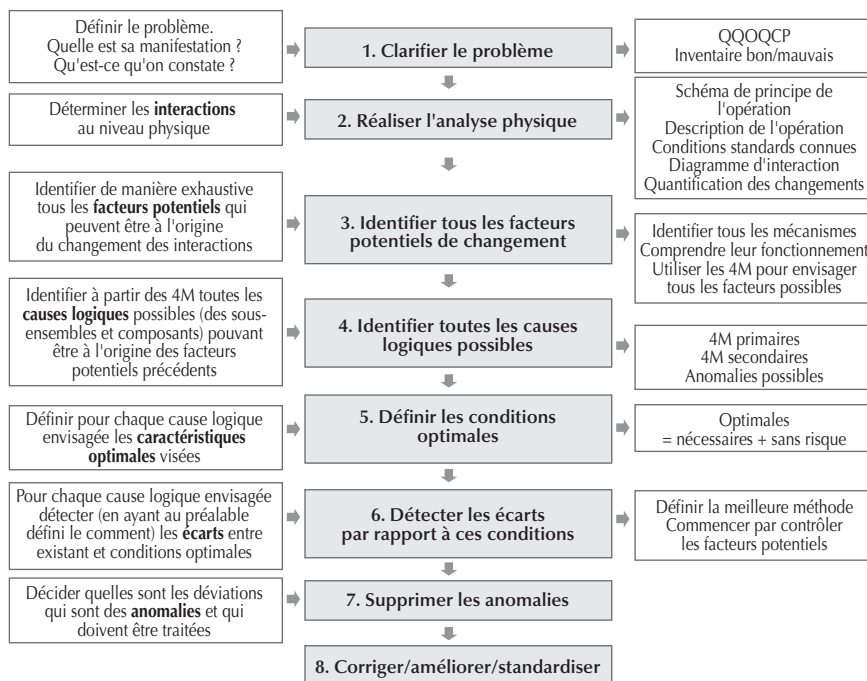 Définir le problème.
Quelle est sa manifestation ?
Qu'est-ce qu'on constate ?
1. Clarifier le problème
QQOQCP
Inventaire bon/mauvais
Déterminer les interactions
au niveau physique
2. Réaliser l'analyse physique
Schéma de principe de
l'opération
Description de l'opération
Conditions standards connues
Diagramme d'interaction
Quantification des changements
Identifier de manière exhaustive
tous les facteurs potentiels qui
peuvent être à l'origine
du changement des interactions
3. Identifier tous les facteurs
potentiels de changement
Identifier tous les mécanismes
Comprendre leur fonctionnement
Utiliser les 4M pour envisager
tous les facteurs possibles
Identifier à partir des 4M toutes les
causes logiques possibles (des sous-
ensembles et composants) pouvant
être à l'origine des facteurs
potentiels précédents
4. Identifier toutes les causes
logiques possibles
4M primaires
4M secondaires
Anomalies possibles
Définir pour chaque cause logique
envisagée les caractéristiques
optimales visées
5. Définir les conditions
optimales
Optimales
= nécessaires + sans risque
Pour chaque cause logique envisagée
détecter (en ayant au préalable
défini le comment) les écarts entre
existant et conditions optimales
6. Détecter les écarts
par rapport à ces conditions
Définir la meilleure méthode
Commencer par contrôler
les facteurs potentiels
Décider quelles sont les déviations
qui sont des anomalies et qui
doivent être traitées
7. Supprimer les anomalies
8. Corriger/améliorer/standardiser